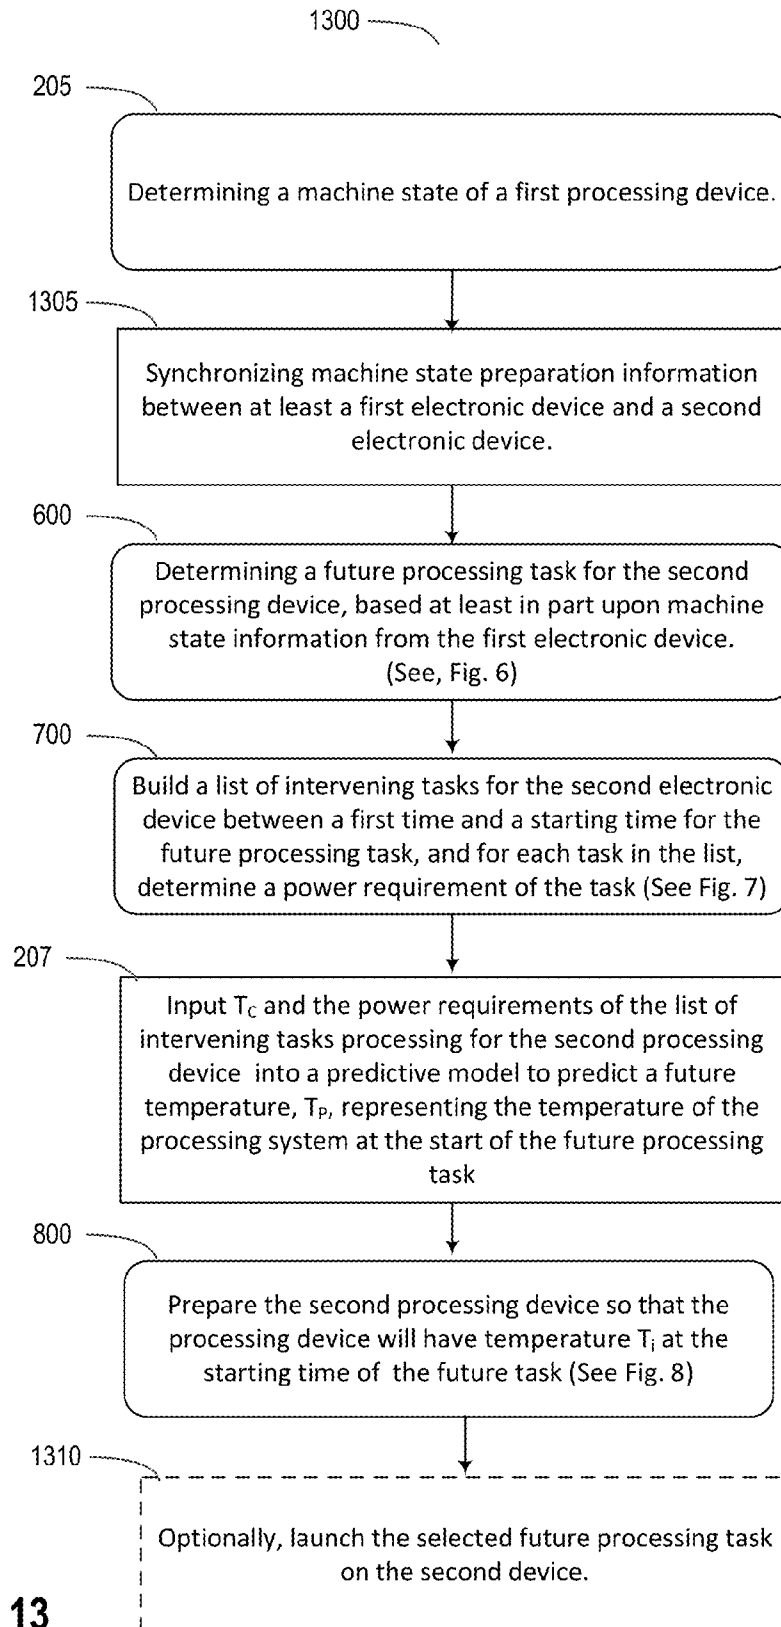 1300
205
Determining a machine state of a first processing device.
1305
Synchronizing machine state preparation information
between at least a first electronic device and a second
electronic device.
600
Determining a future processing task for the second
processing device, based at least in part upon machine
state information from the first electronic device.
(See, Fig. 6)
700
Build a list of intervening tasks for the second electronic
device between a first time and a starting time for the
future processing task, and for each task in the list,
determine a power requirement of the task (See Fig. 7)
207
Input TC and the power requirements of the list of
intervening tasks processing for the second processing
device into a predictive model to predict a future
temperature, TP, representing the temperature of the
processing system at the start of the future processing
task
800
Prepare the second processing device so that the
processing device will have temperature Ti at the
starting time of the future task (See Fig. 8)
1310
Optionally, launch the selected future processing task
on the second device.
13